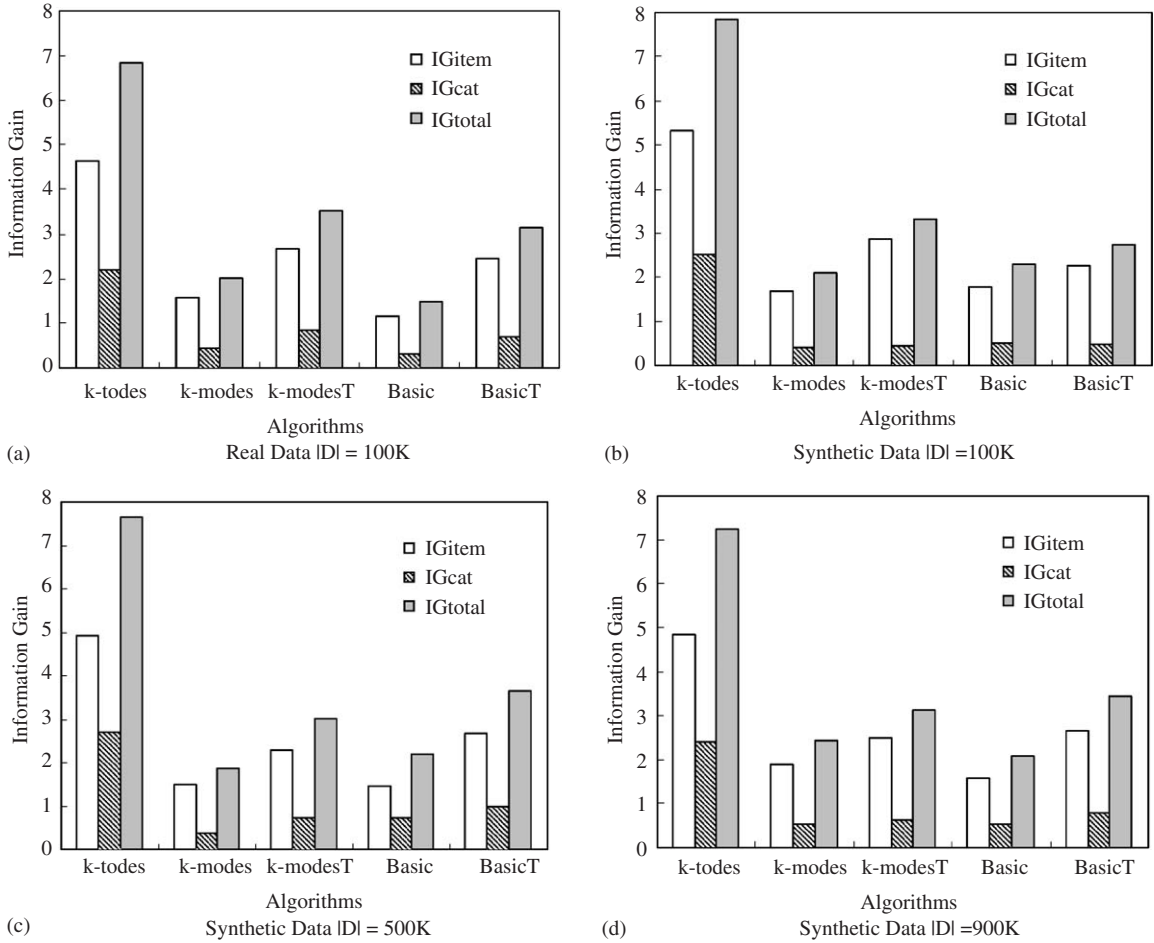 8
7
6
5
4
3
2
1
0
Information Gain
IGitem
IGcat
IGtotal
k-todes k-modes k-modesT Basic BasicT
Algorithms
(a) Real Data |D| = 100K
8
7
6
5
4
3
2
1
0
Information Gain
IGitem
IGcat
IGtotal
k-todes k-modes k-modesT Basic BasicT
Algorithms
(b) Synthetic Data |D| =100K
8
7
6
5
4
3
2
1
0
Information Gain
IGitem
IGcat
IGtotal
k-todes k-modes k-modesT Basic BasicT
Algorithms
(c) Synthetic Data |D| = 500K
8
7
6
5
4
3
2
1
0
Information Gain
IGitem
IGcat
IGtotal
k-todes k-modes k-modesT Basic BasicT
Algorithms
(d) Synthetic Data |D| =900K